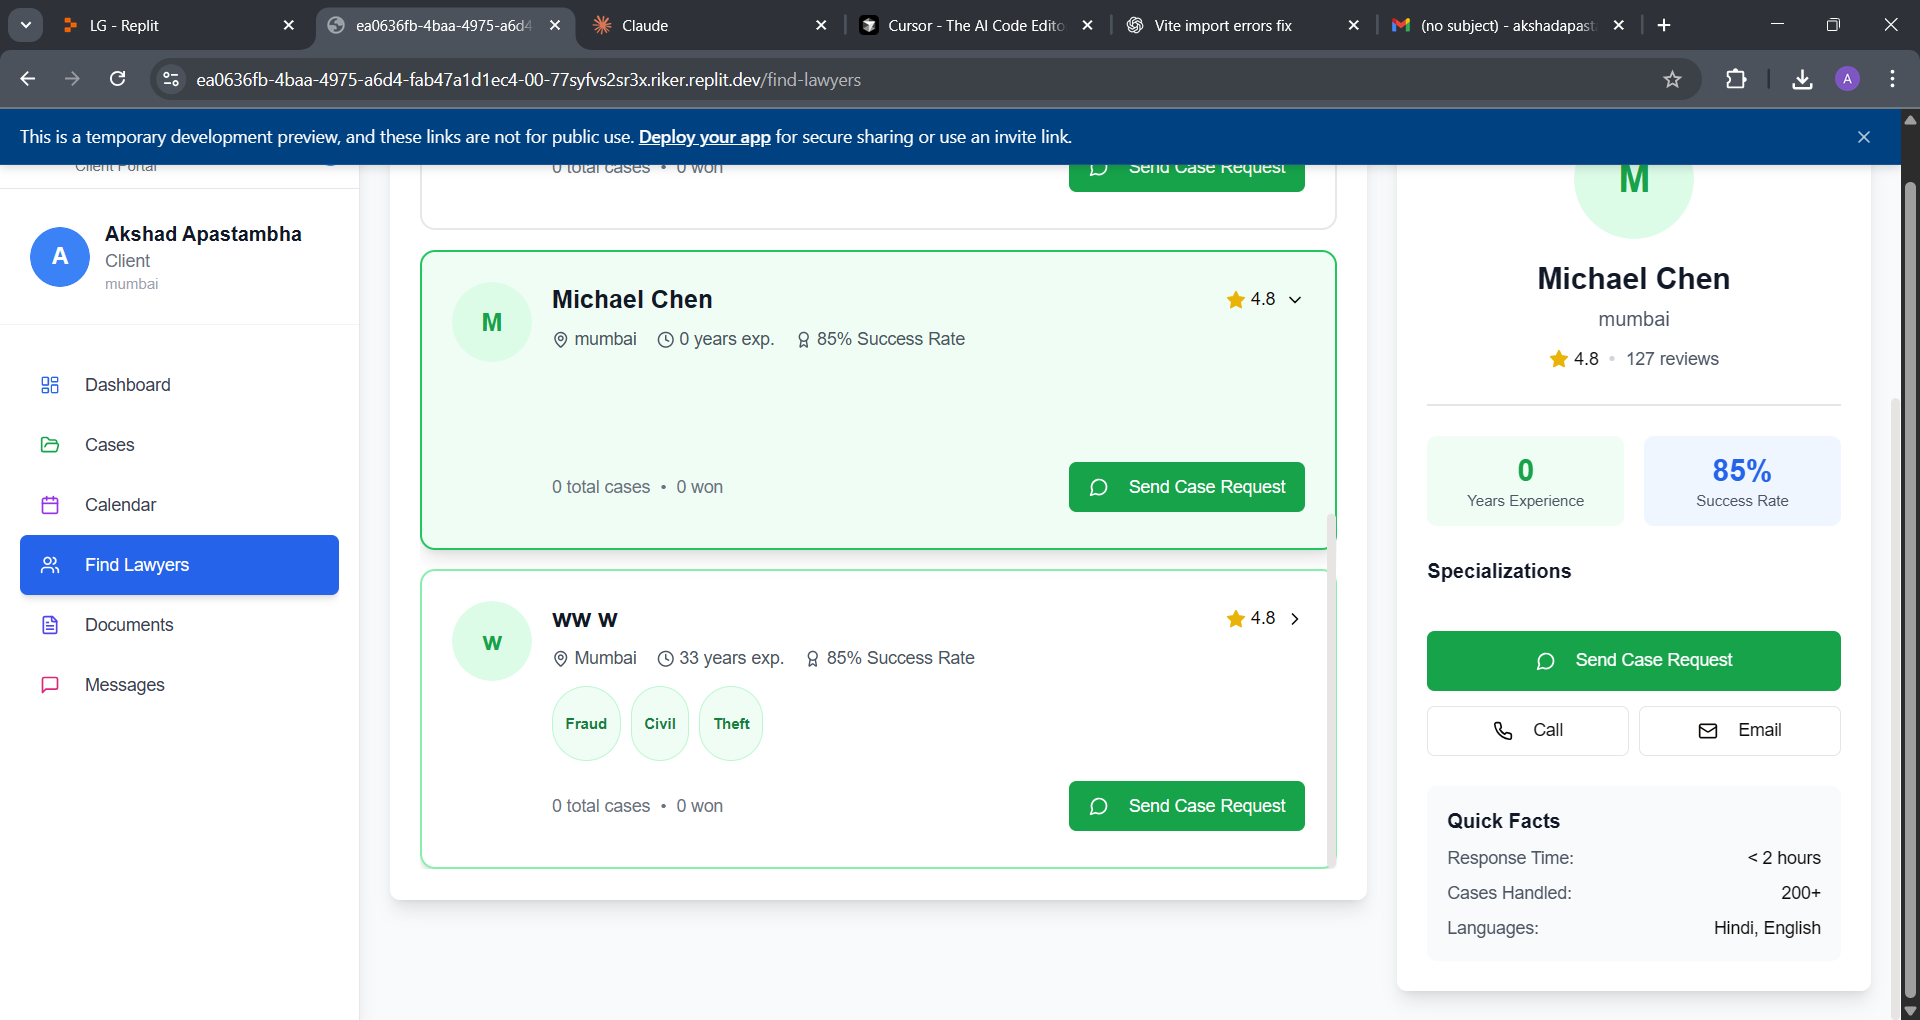 LG - Replit
ea0636fb-4baa-4975-a6d4
Claude
Cursor - The AI Code Edito
Vite import errors fix
(no subject) - akshadapast
ea0636fb-4baa-4975-a6d4-fab47a1d1ec4-00-77syfvs2sr3x.riker.replit.dev/find-lawyers
A
This is a temporary development preview, and these links are not for public use. Deploy your app for secure sharing or use an invite link.
Client Portal
A
Akshad Apastambha
Client
mumbai
Dashboard
Cases
Calendar
Find Lawyers
Documents
Messages
0 total cases • 0 won
Send Case Request
M
Michael Chen
4.8
mumbai
0 years exp.
85% Success Rate
0 total cases • 0 won
Send Case Request
w
ww w
4.8
Mumbai
33 years exp.
85% Success Rate
Fraud
Civil
Theft
0 total cases • 0 won
Send Case Request
M
Michael Chen
mumbai
4.8 • 127 reviews
0
Years Experience
85%
Success Rate
Specializations
Send Case Request
Call
Email
Quick Facts
Response Time: < 2 hours
Cases Handled: 200+
Languages: Hindi, English